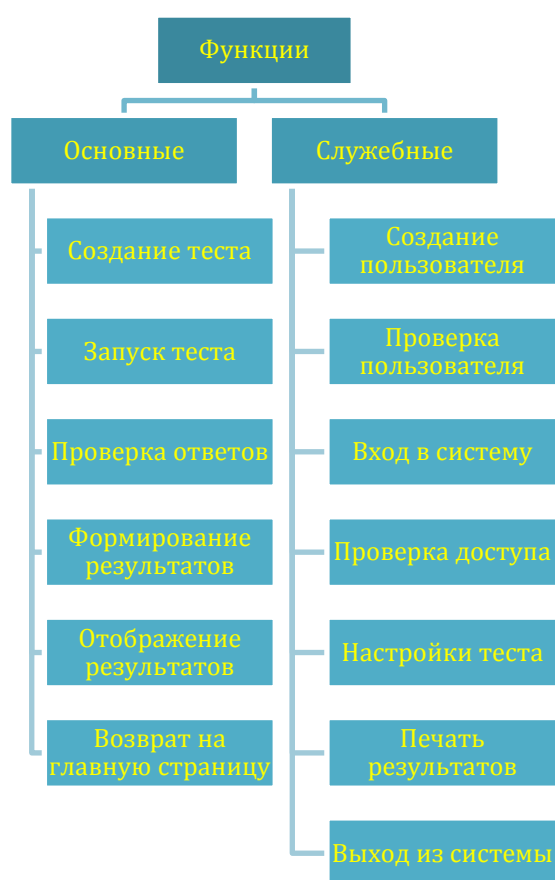 Функции
Основные
Служебные
Создание теста
Запуск теста
Проверка ответов
Формирование
результатов
Отображение
результатов
Возврат на
главную страницу
Создание
пользователя
Проверка
пользователя
Вход в систему
Проверка доступа
Настройки теста
Печать
результатов
Выход из системы